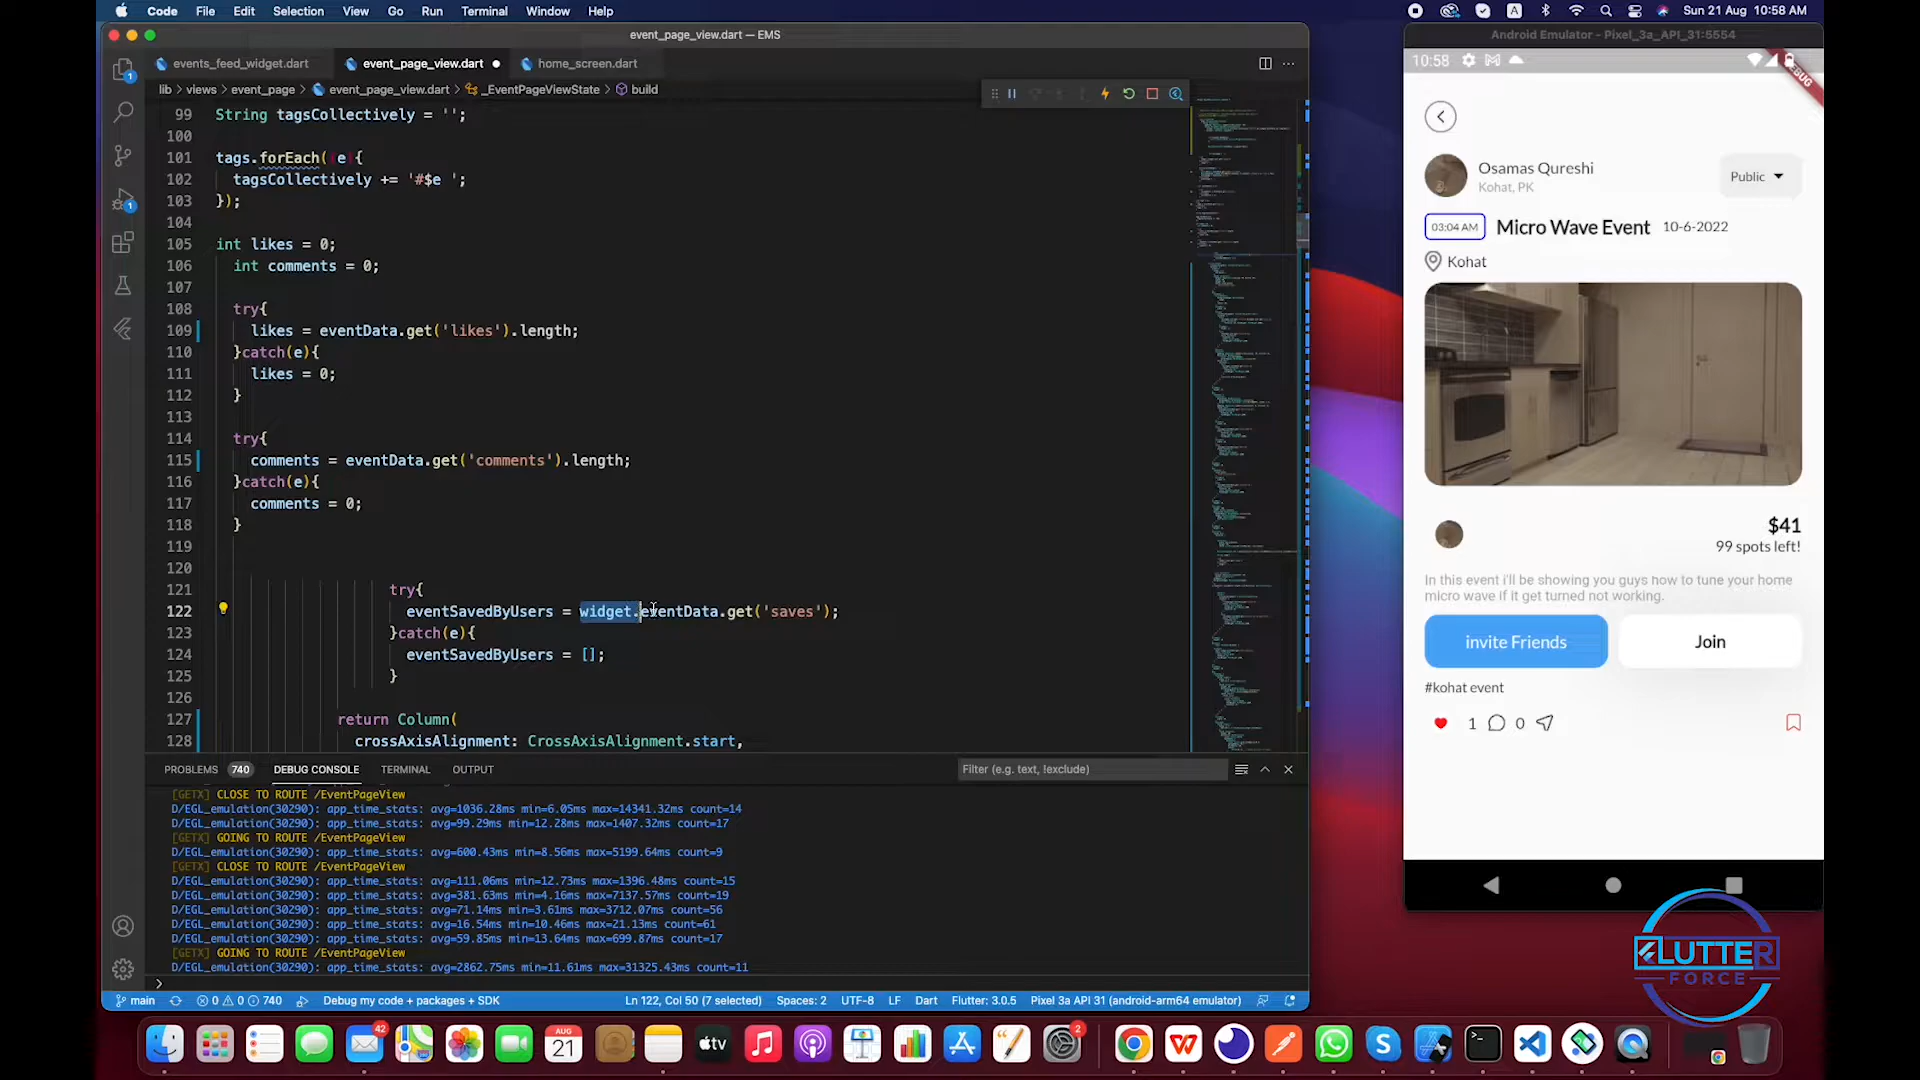 Code File Edit Selection View Go Run Terminal Window Help
Sun 21 Aug 10:58 AM
event_page_view.dart — EMS
events_feed_widget.dart event_page_view.dart home_screen.dart
lib > views > event_page > event_page_view.dart > _EventPageViewState > build
99 String tagsCollectively = '';
100
101 tags.forEach((e){
102 tagsCollectively += '#$e ';
103 });
104
105 int likes = 0;
106 int comments = 0;
107
108 try{
109 likes = eventData.get('likes').length;
110 }catch(e){
111 likes = 0;
112 }
113
114 try{
115 comments = eventData.get('comments').length;
116 }catch(e){
117 comments = 0;
118 }
119
120
121 try{
122 eventSavedByUsers = widget.eventData.get('saves');
123 }catch(e){
124 eventSavedByUsers = [];
125 }
126
127 return Column(
128 crossAxisAlignment: CrossAxisAlignment.start,
PROBLEMS 740 DEBUG CONSOLE TERMINAL OUTPUT
Filter (e.g. text, !exclude)
[GETX] CLOSE TO ROUTE /EventPageView
D/EGL_emulation(30290): app_time_stats: avg=1036.28ms min=6.05ms max=14341.32ms count=14
D/EGL_emulation(30290): app_time_stats: avg=99.29ms min=12.28ms max=1407.32ms count=17
[GETX] GOING TO ROUTE /EventPageView
D/EGL_emulation(30290): app_time_stats: avg=600.43ms min=8.56ms max=5199.64ms count=9
[GETX] CLOSE TO ROUTE /EventPageView
D/EGL_emulation(30290): app_time_stats: avg=111.06ms min=12.73ms max=1396.48ms count=15
D/EGL_emulation(30290): app_time_stats: avg=381.63ms min=4.16ms max=7137.57ms count=19
D/EGL_emulation(30290): app_time_stats: avg=71.14ms min=3.61ms max=3712.07ms count=56
D/EGL_emulation(30290): app_time_stats: avg=16.54ms min=10.46ms max=21.13ms count=61
D/EGL_emulation(30290): app_time_stats: avg=59.85ms min=13.64ms max=699.87ms count=17
[GETX] GOING TO ROUTE /EventPageView
D/EGL_emulation(30290): app_time_stats: avg=2862.75ms min=11.61ms max=31325.43ms count=11
main 0 0 740 Debug my code + packages + SDK
Ln 122, Col 50 (7 selected) Spaces: 2 UTF-8 LF Dart Flutter: 3.0.5 Pixel 3a API 31 (android-arm64 emulator)
Android Emulator - Pixel_3a_API_31:5554
10:58
DEBUG
Osamas Qureshi
Kohat, PK
Public
03:04 AM Micro Wave Event 10-6-2022
Kohat
$41
99 spots left!
In this event i'll be showing you guys how to tune your home
micro wave if it get turned not working.
invite Friends Join
#kohat event
1 0
FLUTTER
FORCE
42
AUG
21
tv
2